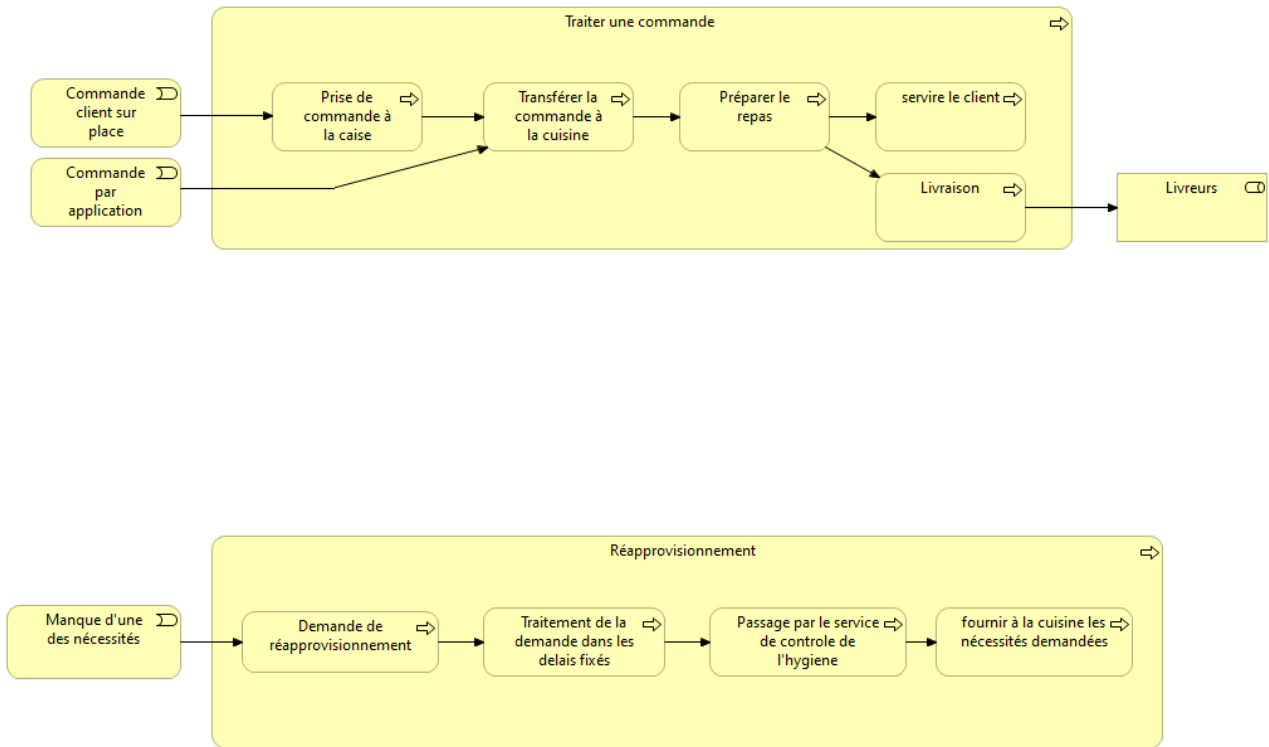 Traiter une commande
Commande
client sur
place
Prise de
commande à
la caise
Transférer la
commande à
la cuisine
Préparer le
repas
servire le client
Commande
par
application
Livraison
Livreurs
Réapprovisionnement
Manque d'une
des nécessités
Demande de
réapprovisionnement
Traitement de la
demande dans les
delais fixés
Passage par le service
de controle de
l'hygiene
fournir à la cuisine les
nécessités demandées